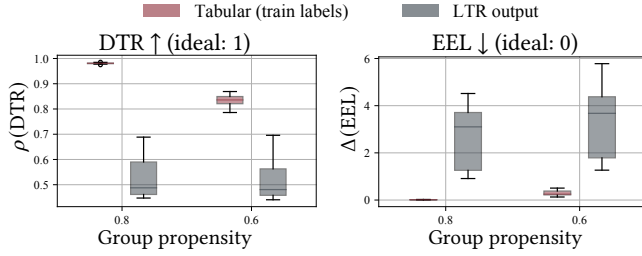 Tabular (train labels) LTR output
DTR ↑ (ideal: 1)
EEL ↓ (ideal: 0)
ρ(DTR)
1.0
0.9
0.8
0.7
0.6
0.5
0.8 0.6
Group propensity
Δ(EEL)
6
4
2
0
0.8 0.6
Group propensity